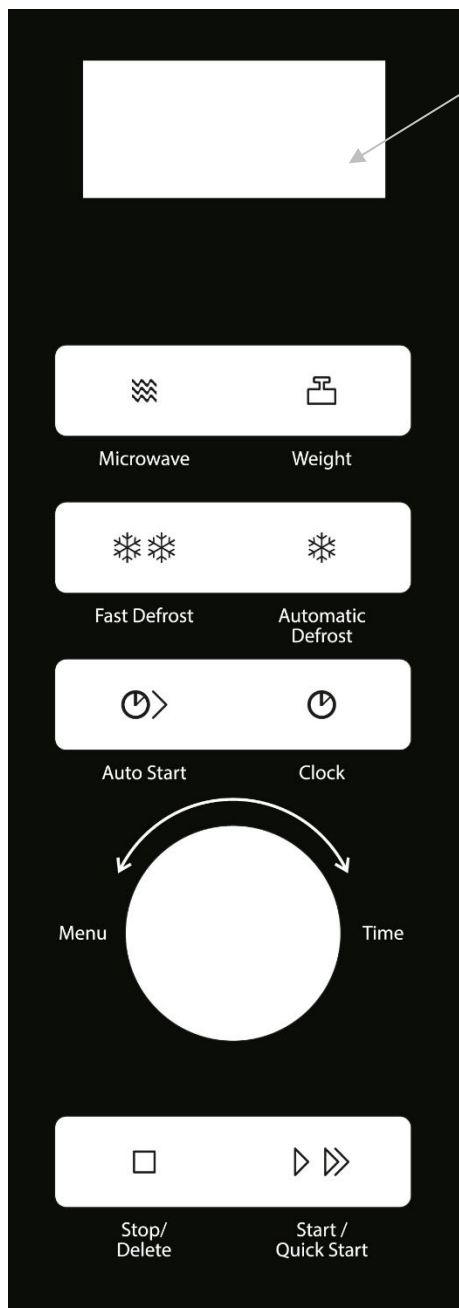 Microwave Weight
Fast Defrost Automatic
Defrost
Auto Start Clock
Menu Time
Stop/ Start /
Delete Quick Start